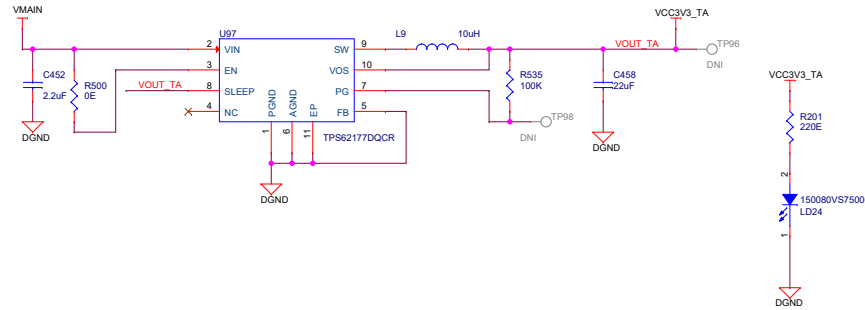 VMAIN
U97
L9
10uH
VCC3V3_TA
2
VIN
SW
9
VOUT_TA
TP96
DNI
C452
2.2uF
R500
0E
3
EN
VOS
10
VOUT_TA
8
SLEEP
PG
7
R535
100K
C458
22uF
VCC3V3_TA
4
NC
FB
5
PGND
AGND
EP
TP98
DNI
R201
220E
DGND
1
6
11
TPS62177DQCR
DGND
DGND
2
150080VS7500
LD24
1
DGND